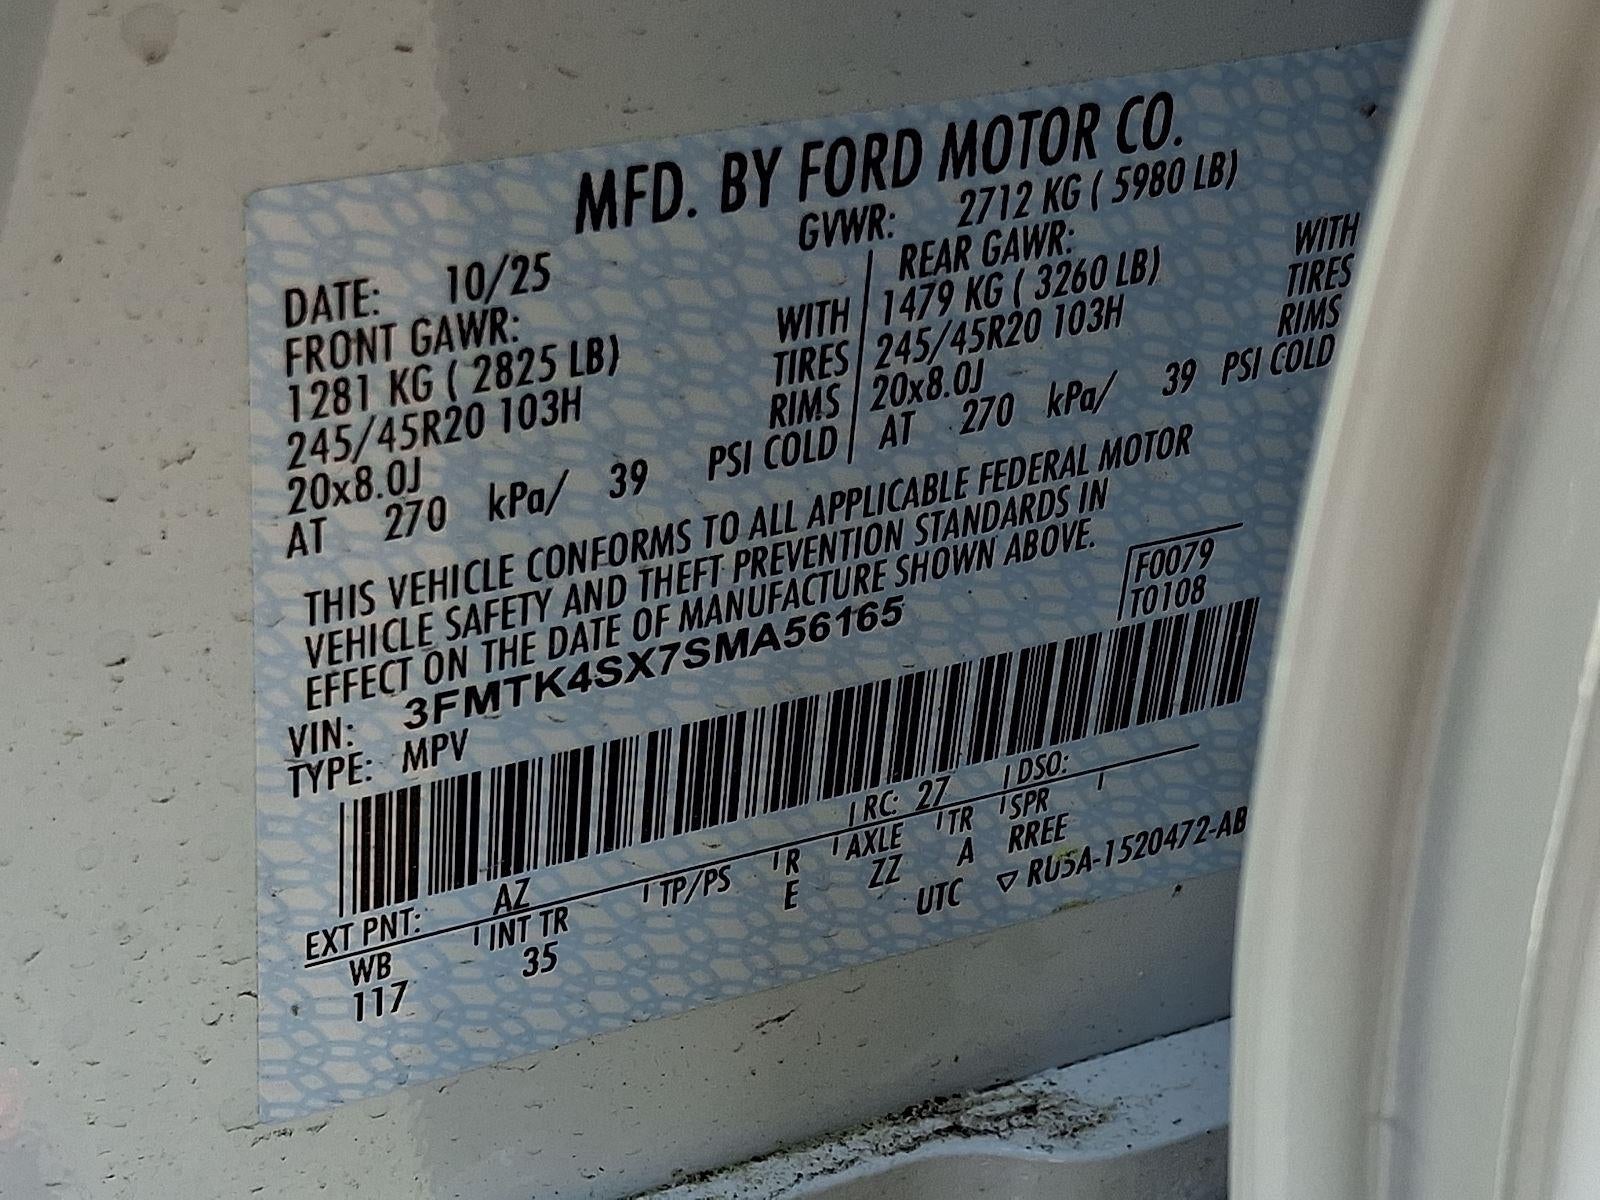 MFD. BY FORD MOTOR CO.
DATE: 10/25
GVWR: 2712 KG ( 5980 LB)
FRONT GAWR:
1281 KG ( 2825 LB) WITH
245/45R20 103H TIRES
20x8.0J RIMS
AT 270 kPa/ 39 PSI COLD
REAR GAWR:
1479 KG ( 3260 LB) WITH
245/45R20 103H TIRES
20x8.0J RIMS
AT 270 kPa/ 39 PSI COLD
THIS VEHICLE CONFORMS TO ALL APPLICABLE FEDERAL MOTOR
VEHICLE SAFETY AND THEFT PREVENTION STANDARDS IN
EFFECT ON THE DATE OF MANUFACTURE SHOWN ABOVE.
F0079
T0108
VIN: 3FMTK4SX7SMA56165
TYPE: MPV
EXT PNT: AZ RC: 27 DSO:
WB INT TR TP/PS R AXLE TR SPR
117 35 E ZZ A RREE
UTC ▽ RU5A-1520472-AB